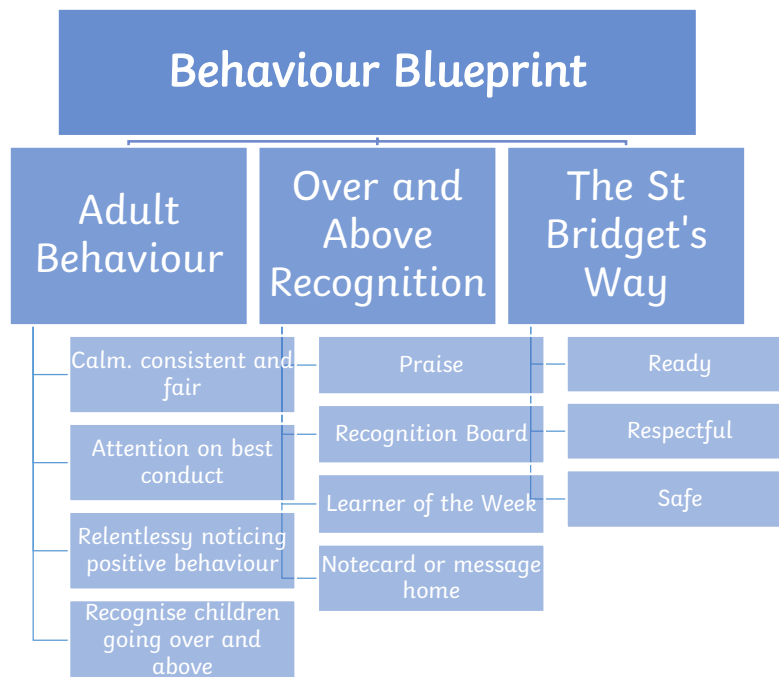 Behaviour Blueprint
Adult
Behaviour
Calm. consistent and
fair
Attention on best
conduct
Relentlessy noticing
positive behaviour
Recognise children
going over and
above
Over and
Above
Recognition
Praise
Recognition Board
Learner of the Week
Notecard or message
home
The St
Bridget's
Way
Ready
Respectful
Safe